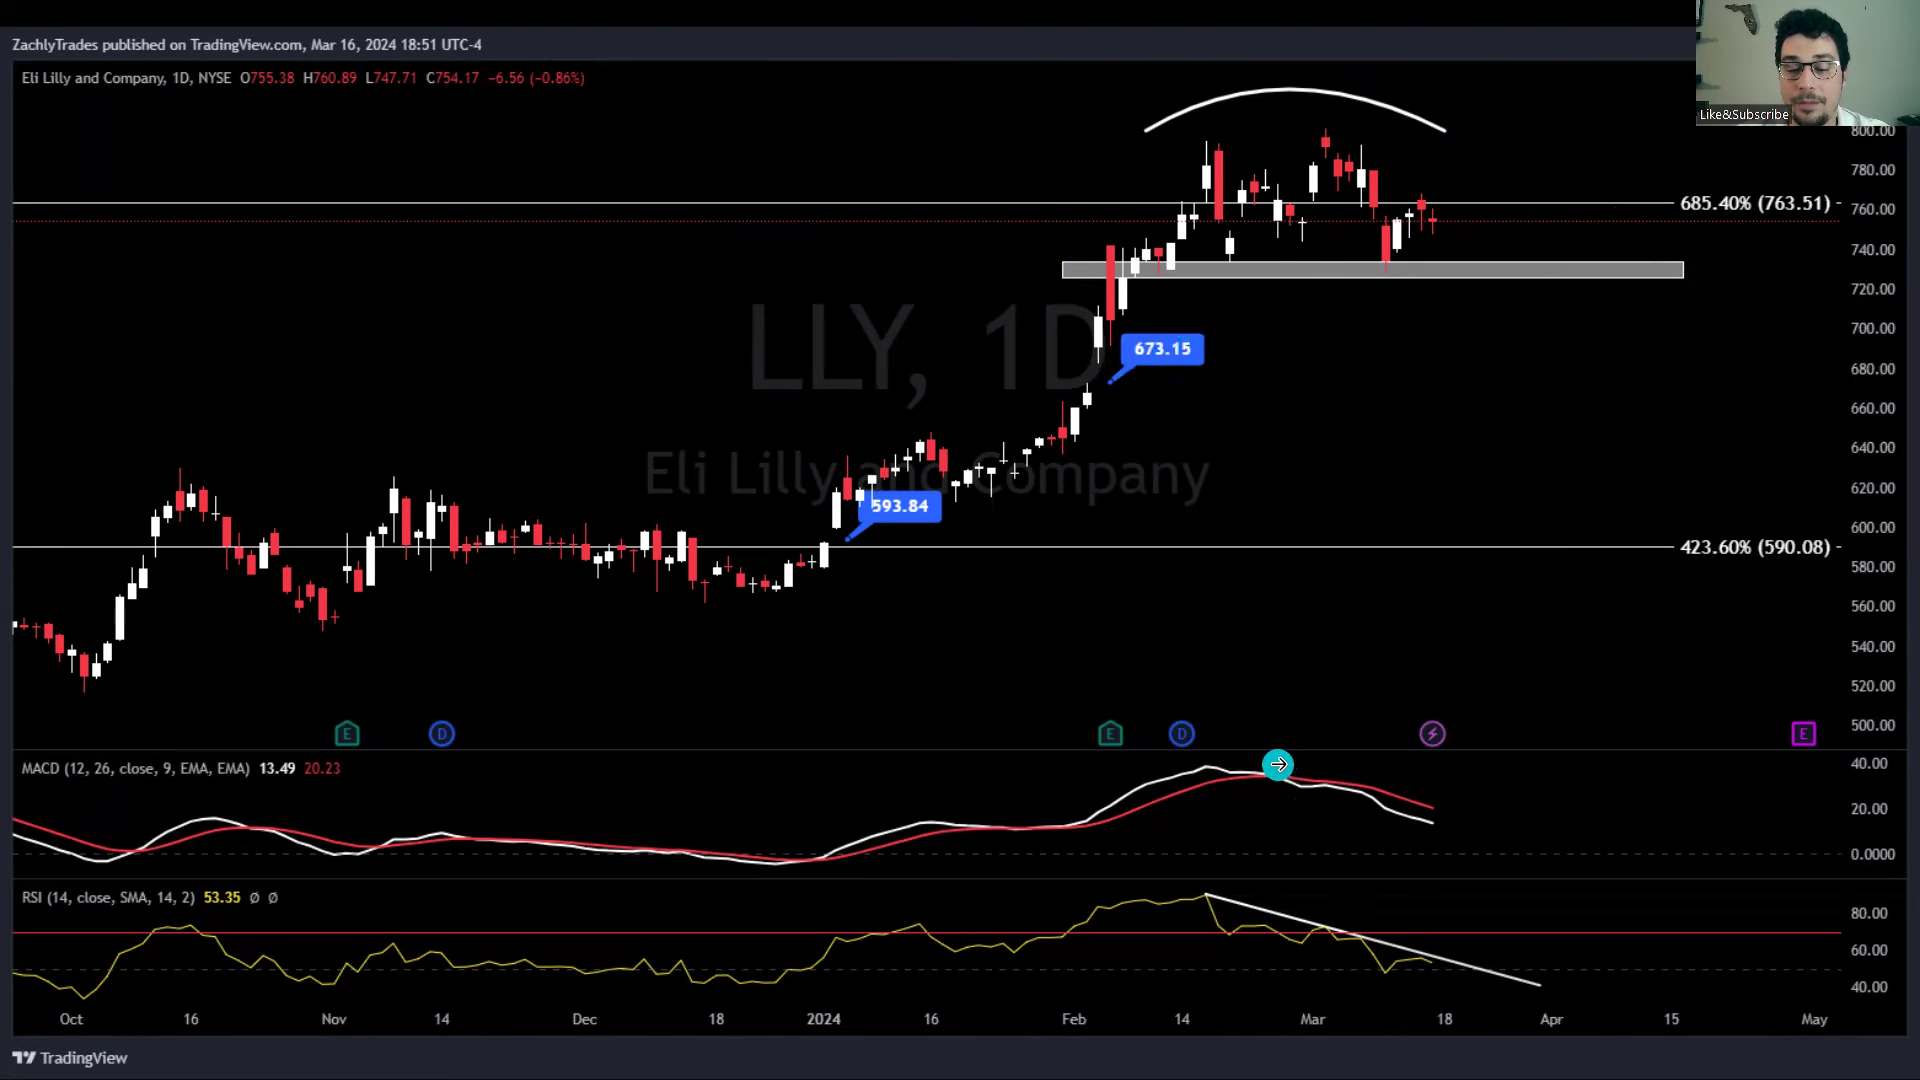 ZachlyTrades published on TradingView.com, Mar 16, 2024 18:51 UTC-4
Eli Lilly and Company, 1D, NYSE O755.38 H760.89 L747.71 C754.17 −6.56 (−0.86%)
Like&Subscribe
800.00
780.00
685.40% (763.51)
760.00
740.00
720.00
LLY, 1D
700.00
673.15
680.00
660.00
640.00
Eli Lilly and Company
620.00
593.84
600.00
423.60% (590.08)
580.00
560.00
540.00
520.00
500.00
E D E D E
MACD (12, 26, close, 9, EMA, EMA) 13.49 20.23
40.00
20.00
0.0000
RSI (14, close, SMA, 14, 2) 53.35 Ø Ø
80.00
60.00
40.00
Oct 16 Nov 14 Dec 18 2024 16 Feb 14 Mar 18 Apr 15 May
TradingView